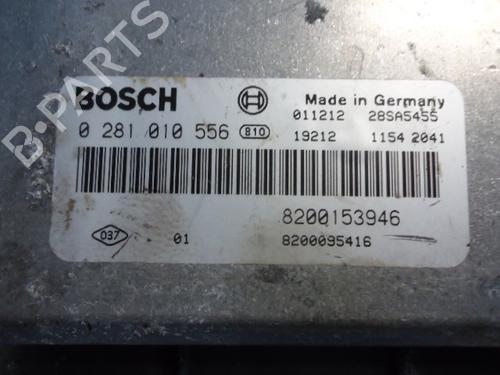 B-PARTS
BOSCH Made in Germany
011212 28SA5455
0 281 010 556 810
19212 1154 2041
8200153946
037 01 8200095416